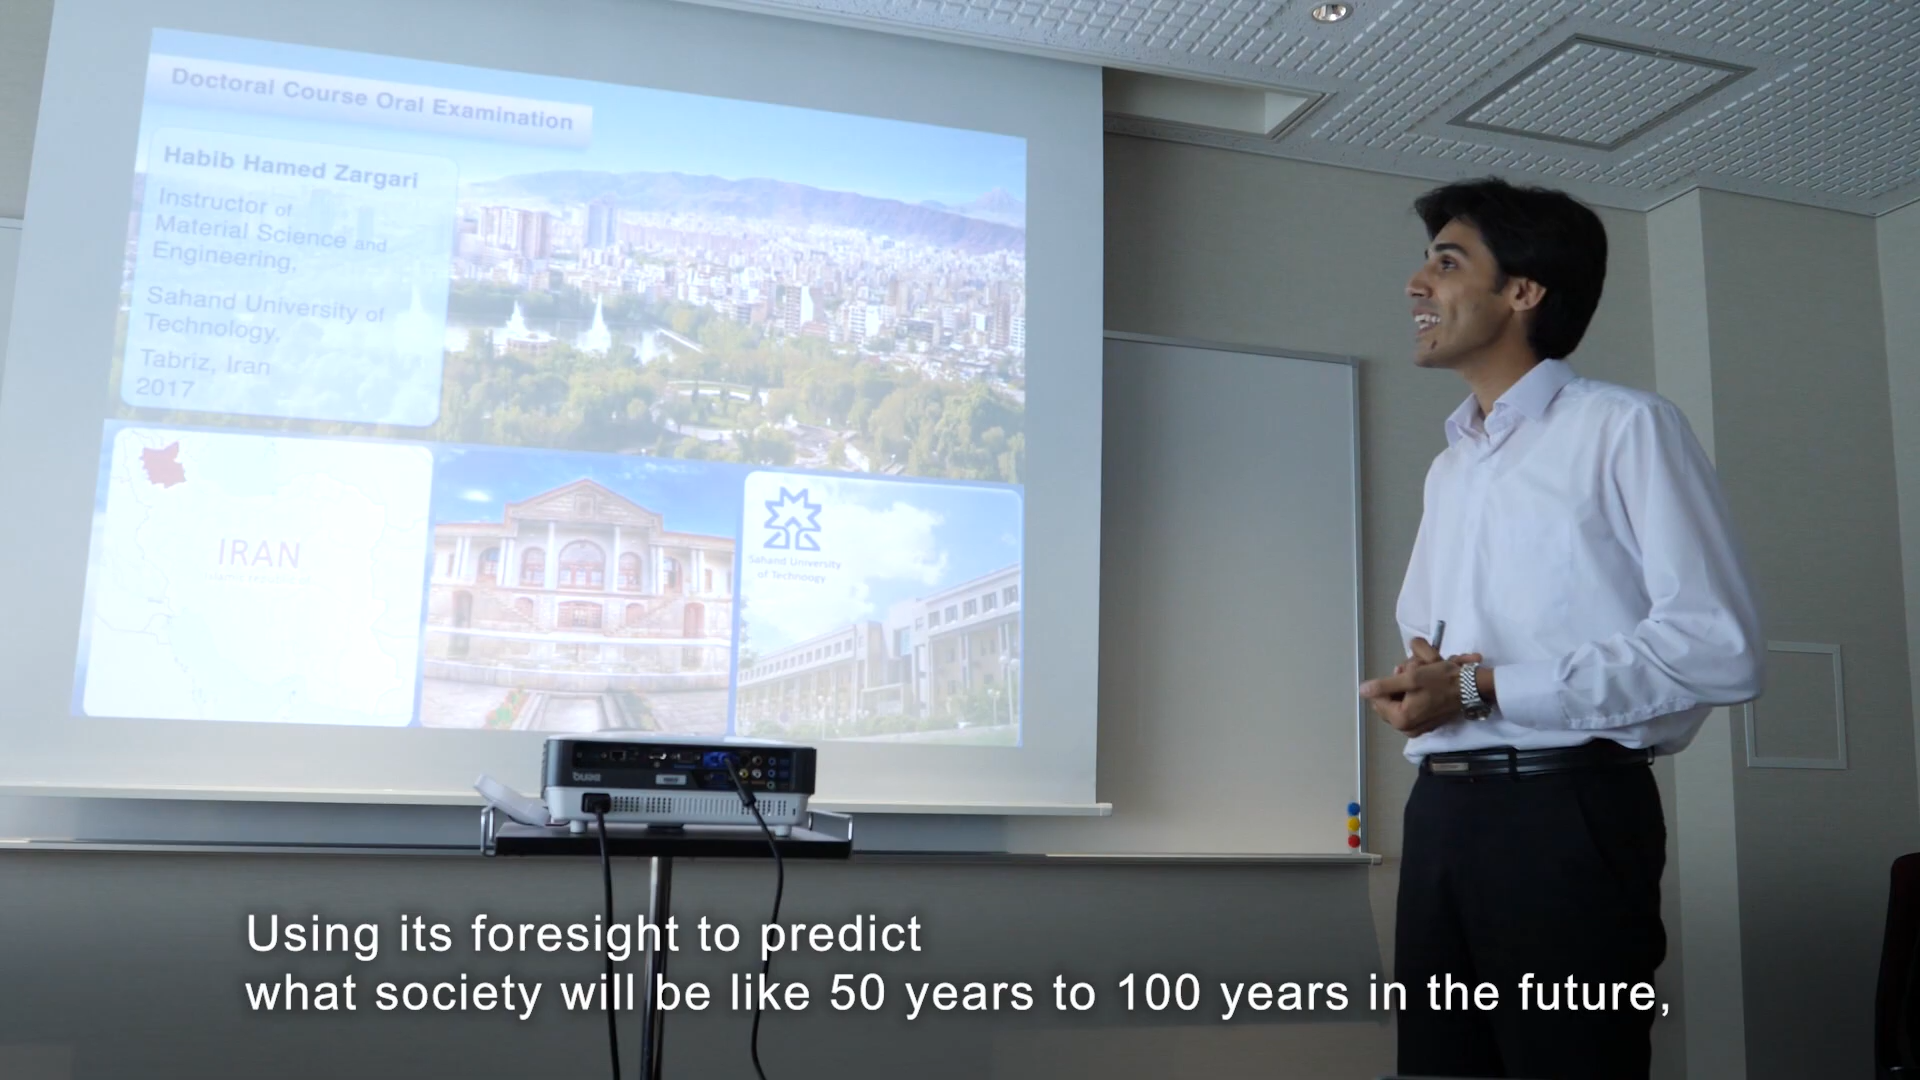 Doctoral Course Oral Examination
Habib Hamed Zargari
Instructor of
Material Science and
Engineering,
Sahand University of
Technology,
Tabriz, Iran
2017
IRAN
Sahand University
of Technoogy
BenQ
Using its foresight to predict
what society will be like 50 years to 100 years in the future,